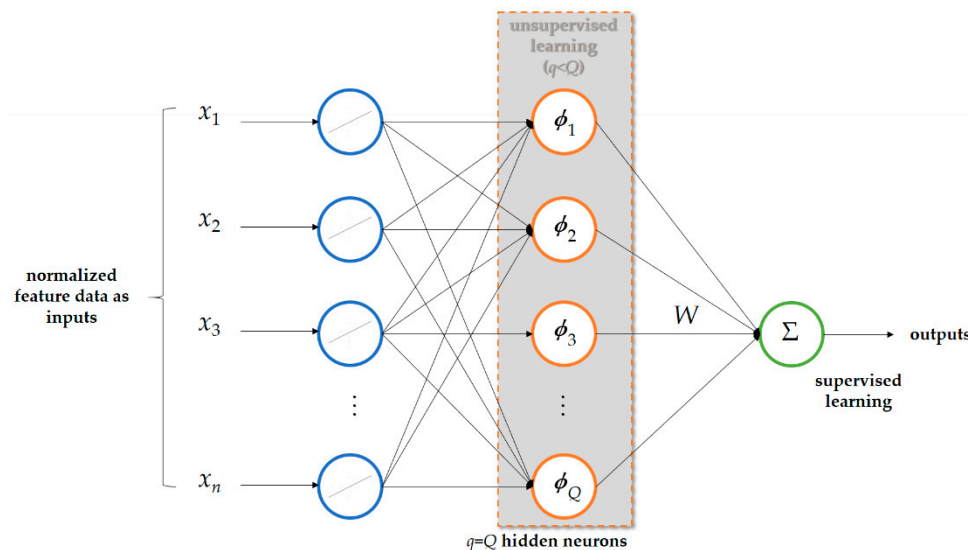 unsupervised
learning
(q<Q)
x1
ϕ1
x2
ϕ2
normalized
feature data as
inputs
x3
ϕ3
W
Σ
outputs
supervised
learning
⋮
⋮
xn
ϕQ
q=Q hidden neurons